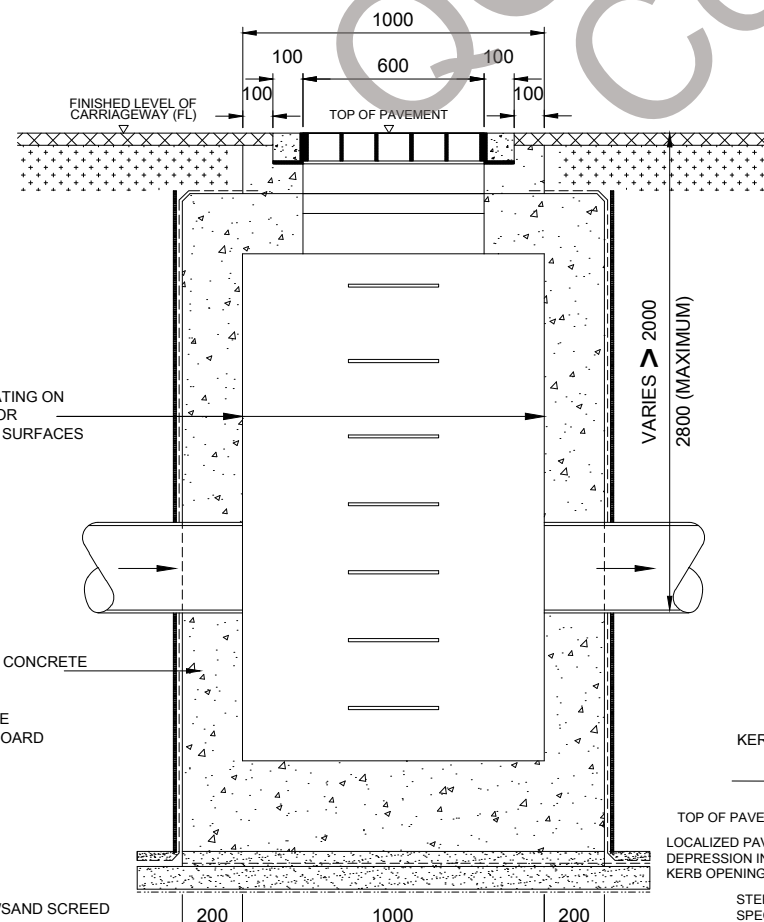 1000
100
600
100
100
100
FINISHED LEVEL OF
CARRIAGEWAY (FL)
TOP OF PAVEMENT
VARIES > 2000
2800 (MAXIMUM)
ATING ON
OR
SURFACES
CONCRETE
E
OARD
KER
TOP OF PAVE
LOCALIZED PAV
DEPRESSION IN
KERB OPENING
STE
SPE
/SAND SCREED
200
1000
200